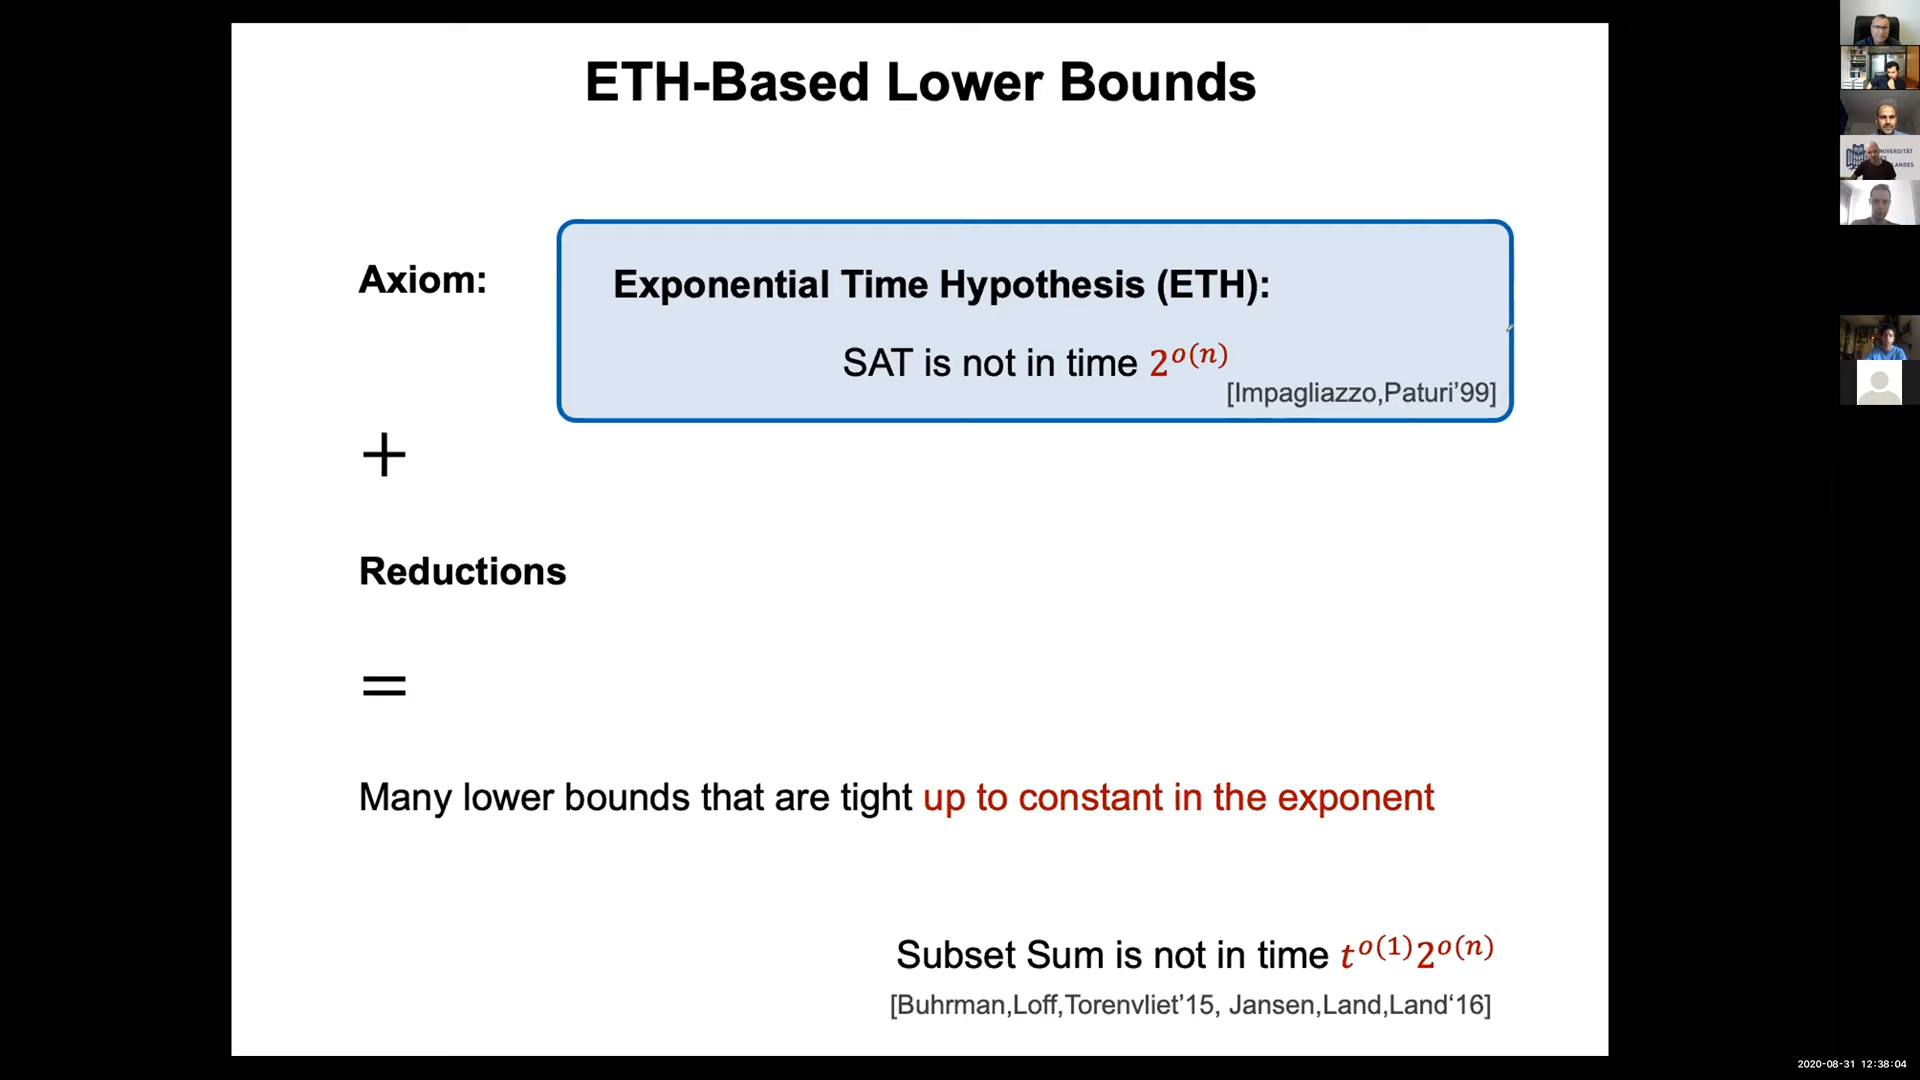 ETH-Based Lower Bounds
Axiom:
Exponential Time Hypothesis (ETH):
SAT is not in time 2^{o(n)}
[Impagliazzo,Paturi’99]
+
Reductions
=
Many lower bounds that are tight up to constant in the exponent
Subset Sum is not in time t^{o(1)}2^{o(n)}
[Buhrman,Loff,Torenvliet’15, Jansen,Land,Land‘16]
2020-08-31 12:38:04